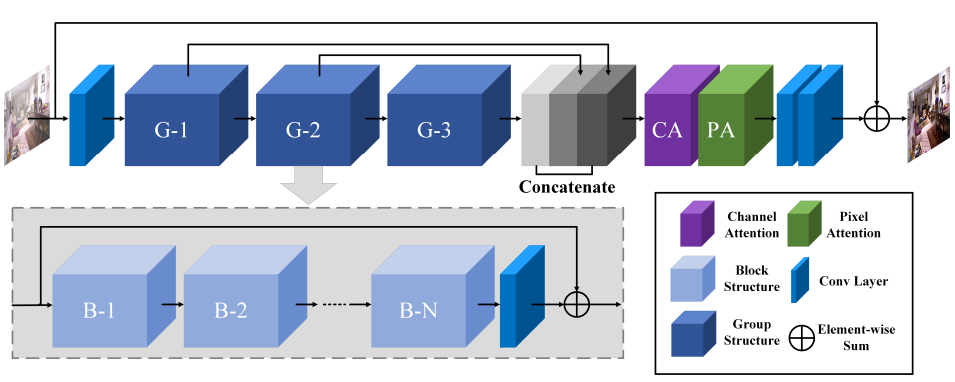 G-1
G-2
G-3
CA
PA
Concatenate
B-1
B-2
B-N
Channel
Attention
Pixel
Attention
Block
Structure
Conv Layer
Group
Structure
Element-wise
Sum